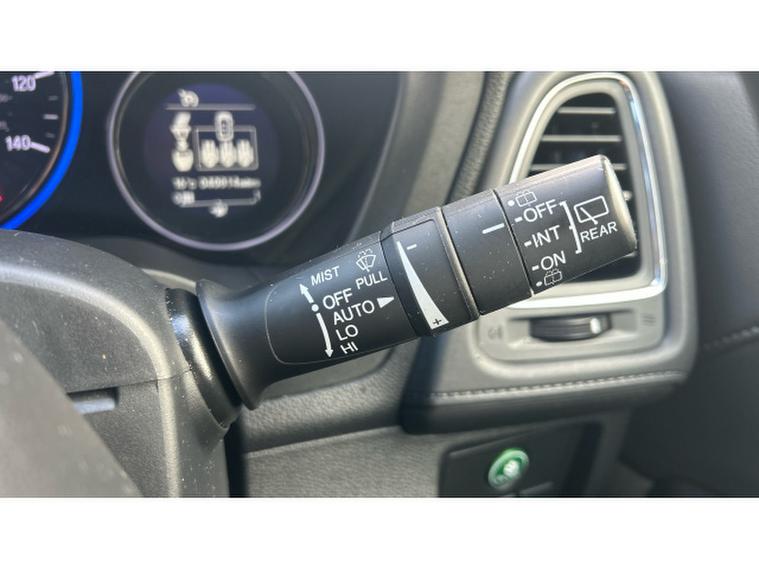 120
140
MIST
PULL
OFF
AUTO
LO
HI
-
+
OFF
INT
ON
REAR